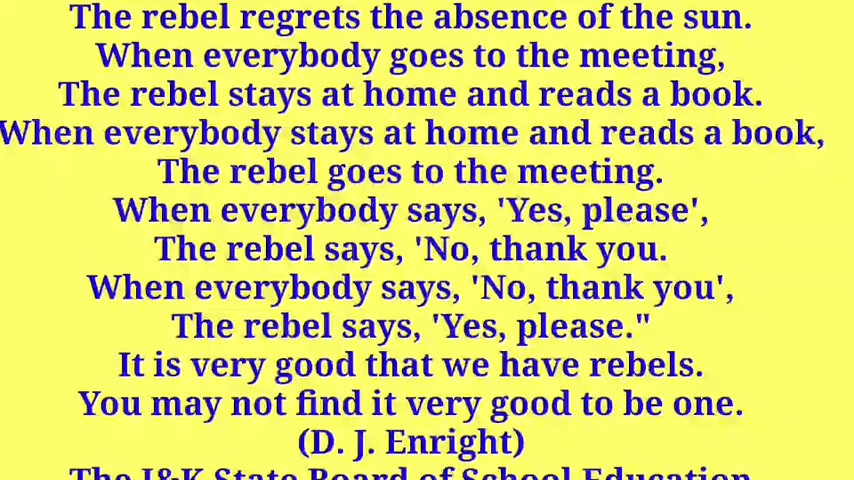 The rebel regrets the absence of the sun.
When everybody goes to the meeting,
The rebel stays at home and reads a book.
When everybody stays at home and reads a book,
The rebel goes to the meeting.
When everybody says, 'Yes, please',
The rebel says, 'No, thank you.
When everybody says, 'No, thank you',
The rebel says, 'Yes, please."
It is very good that we have rebels.
You may not find it very good to be one.
(D. J. Enright)
The J&K State Board of School Education